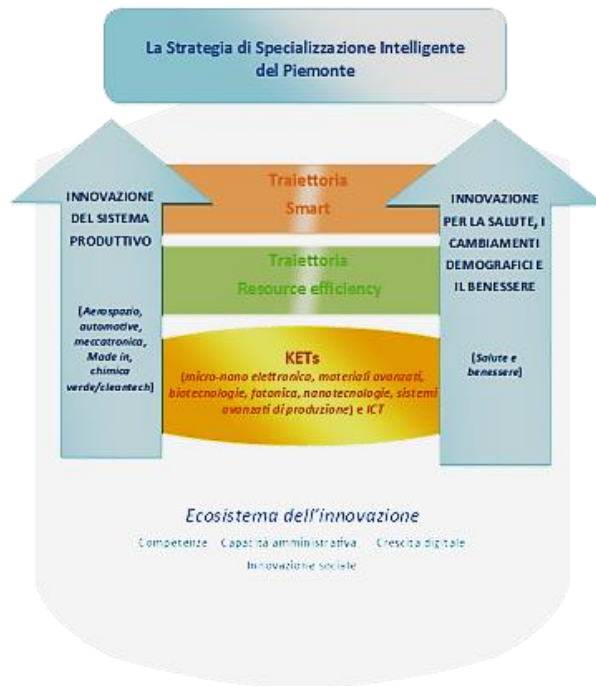 La Strategia di Specializzazione Intelligente
del Piemonte
INNOVAZIONE
DEL SISTEMA
PRODUTTIVO
(Aerospazio,
automotive,
meccatronica,
Made in,
chimica
verde/cleantech)
Traiettoria
Smart
Traiettoria
Resource efficiency
KETs
(micro-nano elettronica, materiali avanzati,
biotecnologie, fotonica, nanotecnologie, sistemi
avanzati di produzione) e ICT
INNOVAZIONE
PER LA SALUTE, I
CAMBIAMENTI
DEMOGRAFICI E
IL BENESSERE
(Salute e
benessere)
Ecosistema dell'innovazione
Competenze Capacità amministrativa Crescita digitale
Innovazione sociale